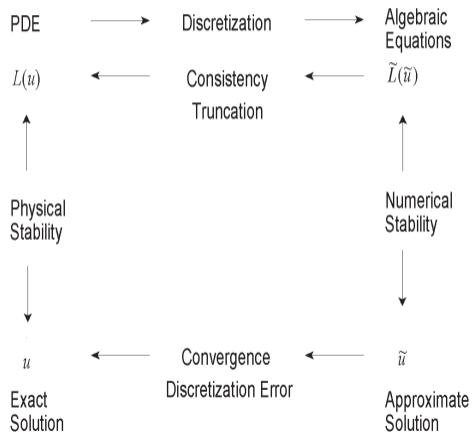 PDE Discretization Algebraic
Equations
L(u) Consistency L̃(ũ)
Truncation
Physical Numerical
Stability Stability
u Convergence ũ
Discretization Error
Exact Approximate
Solution Solution